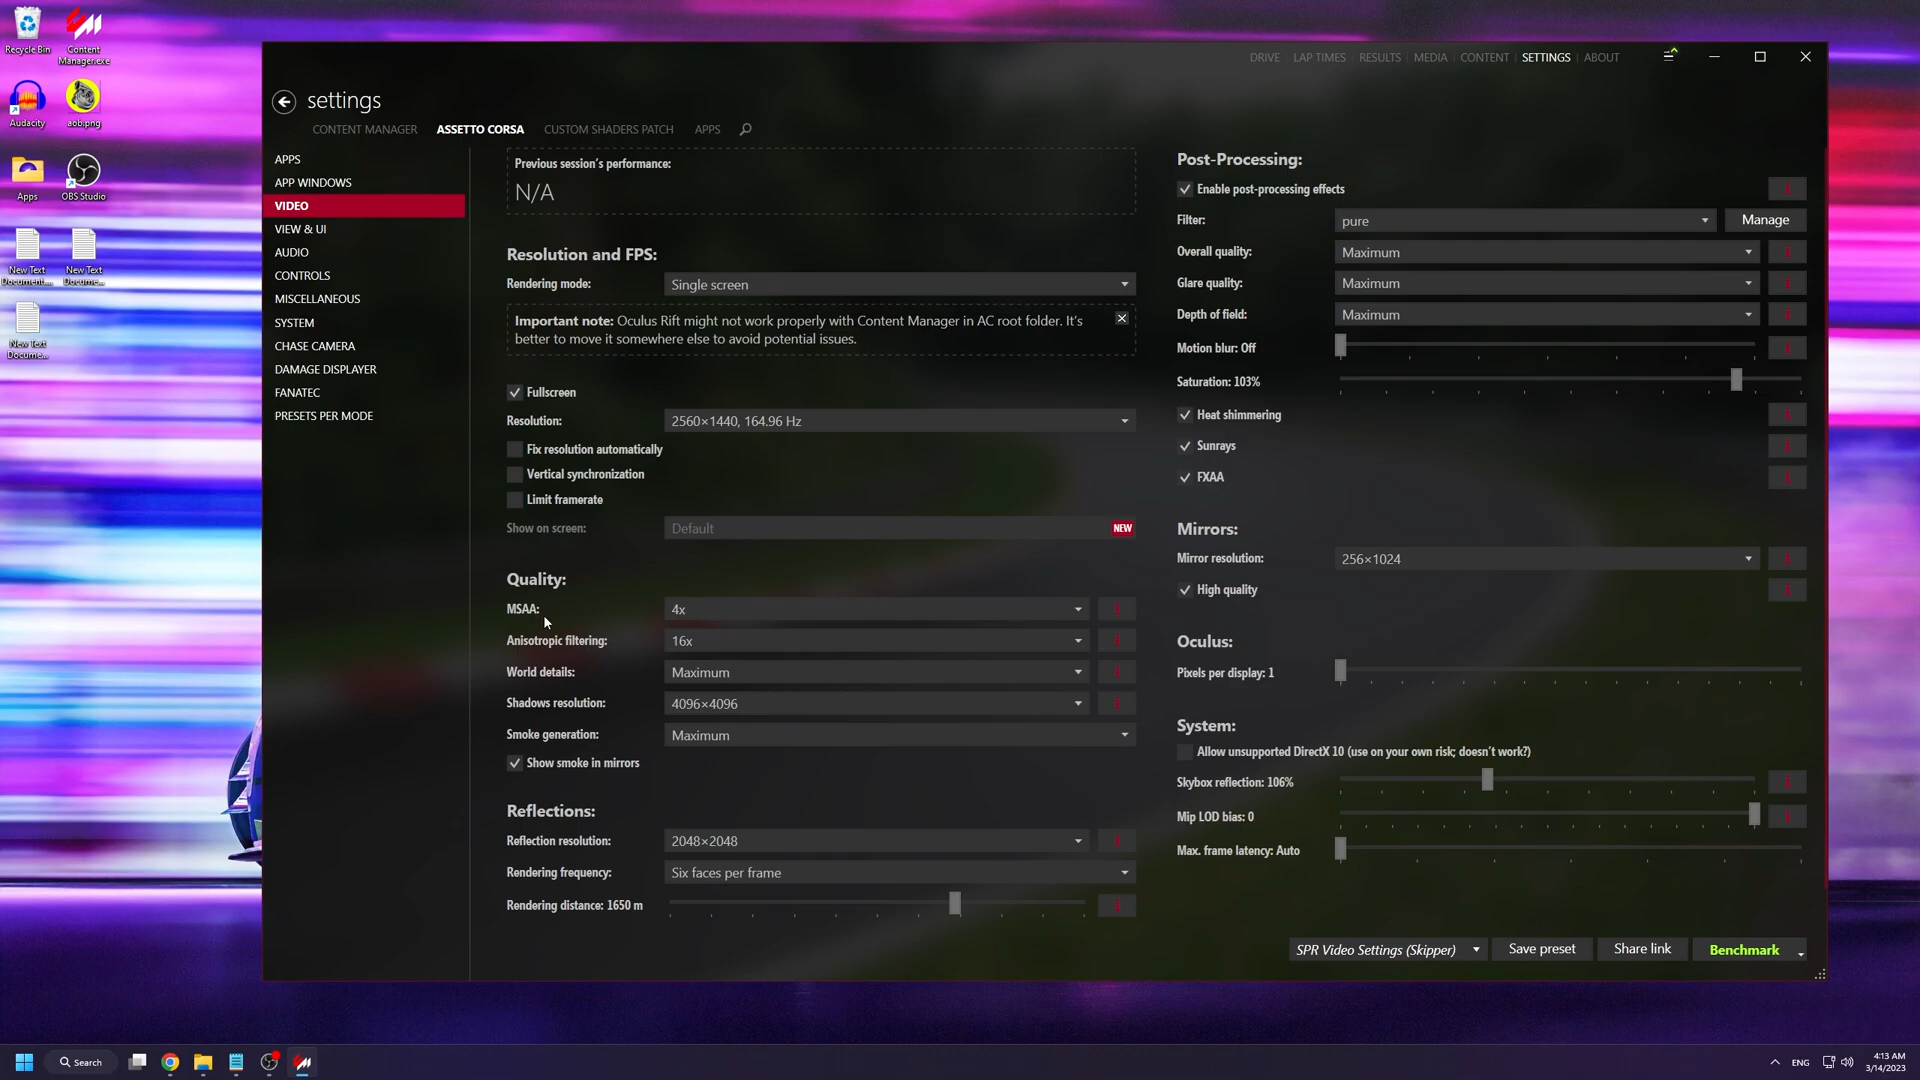 Recycle Bin
Content
Manager.exe
Audacity
aob.png
Apps
OBS Studio
New Text
Document....
New Text
Docume...
New Text
Docume...
DRIVE
LAP TIMES
RESULTS
MEDIA
CONTENT
SETTINGS
ABOUT
settings
CONTENT MANAGER
ASSETTO CORSA
CUSTOM SHADERS PATCH
APPS
APPS
APP WINDOWS
VIDEO
VIEW & UI
AUDIO
CONTROLS
MISCELLANEOUS
SYSTEM
CHASE CAMERA
DAMAGE DISPLAYER
FANATEC
PRESETS PER MODE
Previous session's performance:
N/A
Resolution and FPS:
Rendering mode:
Single screen
Important note: Oculus Rift might not work properly with Content Manager in AC root folder. It's
better to move it somewhere else to avoid potential issues.
Fullscreen
Resolution:
2560×1440, 164.96 Hz
Fix resolution automatically
Vertical synchronization
Limit framerate
Show on screen:
Default
NEW
Quality:
MSAA:
4x
Anisotropic filtering:
16x
World details:
Maximum
Shadows resolution:
4096×4096
Smoke generation:
Maximum
Show smoke in mirrors
Reflections:
Reflection resolution:
2048×2048
Rendering frequency:
Six faces per frame
Rendering distance: 1650 m
Post-Processing:
Enable post-processing effects
Filter:
pure
Manage
Overall quality:
Maximum
Glare quality:
Maximum
Depth of field:
Maximum
Motion blur: Off
Saturation: 103%
Heat shimmering
Sunrays
FXAA
Mirrors:
Mirror resolution:
256×1024
High quality
Oculus:
Pixels per display: 1
System:
Allow unsupported DirectX 10 (use on your own risk; doesn't work?)
Skybox reflection: 106%
Mip LOD bias: 0
Max. frame latency: Auto
SPR Video Settings (Skipper)
Save preset
Share link
Benchmark
Search
ENG
4:13 AM
3/14/2023